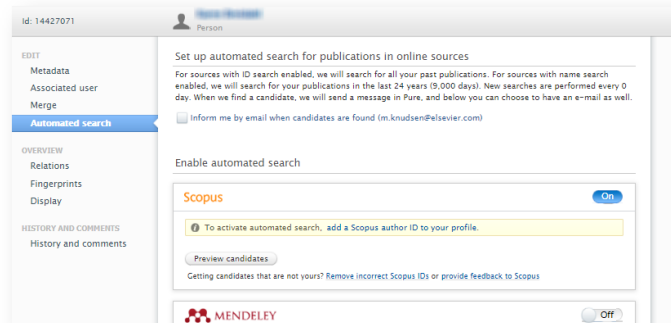 Id: 14427071
Person
EDIT
Metadata
Associated user
Merge
Automated search
OVERVIEW
Relations
Fingerprints
Display
HISTORY AND COMMENTS
History and comments
Set up automated search for publications in online sources
For sources with ID search enabled, we will search for all your past publications. For sources with name search
enabled, we will search for your publications in the last 24 years (9,000 days). New searches are performed every 0
day. When we find a candidate, we will send a message in Pure, and below you can choose to have an e-mail as well.
Inform me by email when candidates are found (m.knudsen@elsevier.com)
Enable automated search
Scopus
On
To activate automated search, add a Scopus author ID to your profile.
Preview candidates
Getting candidates that are not yours? Remove incorrect Scopus IDs or provide feedback to Scopus
MENDELEY
Off